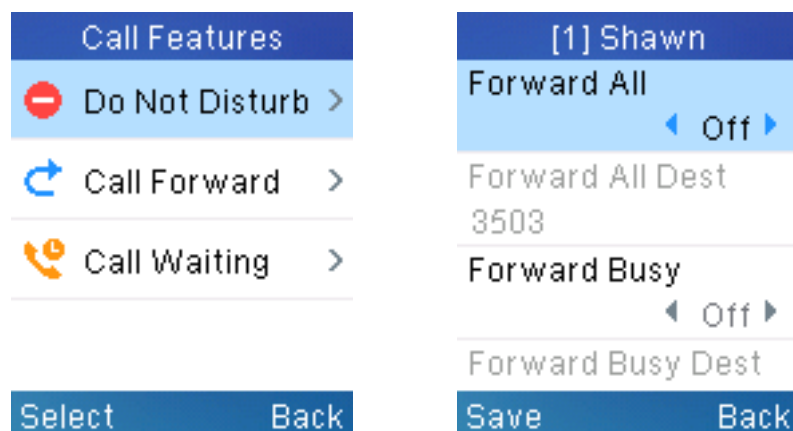 Call Features
Do Not Disturb
Call Forward
Call Waiting
Select Back
[1] Shawn
Forward All
Off
Forward All Dest
3503
Forward Busy
Off
Forward Busy Dest
Save Back